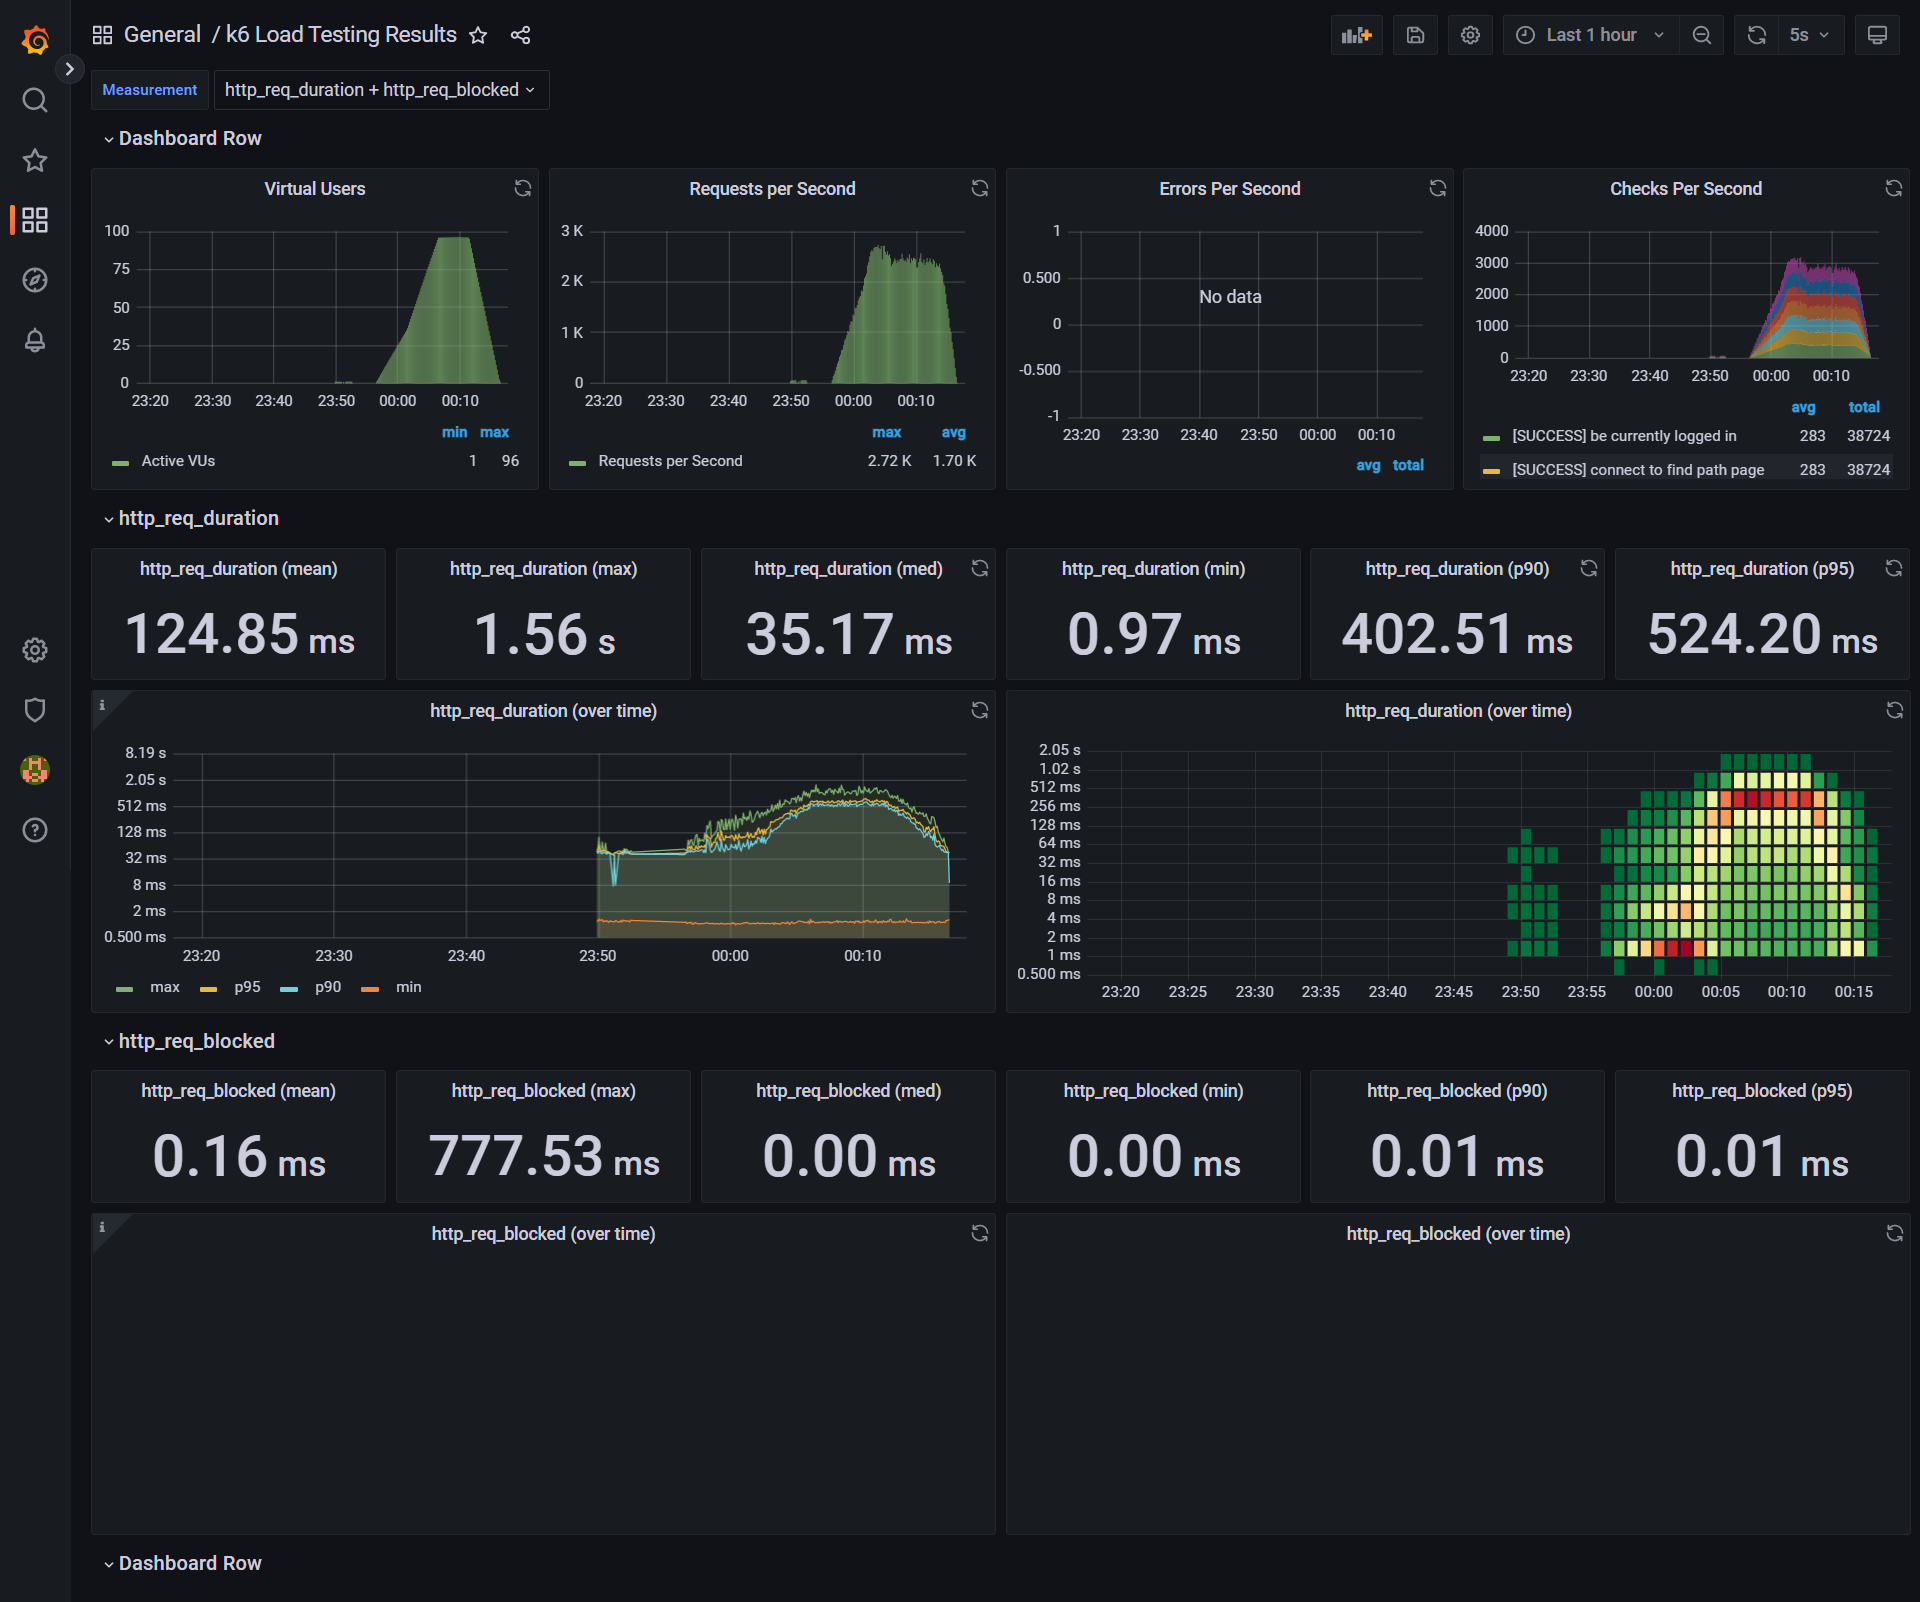 General / k6 Load Testing Results
Last 1 hour
5s
Measurement
http_req_duration + http_req_blocked
Dashboard Row
Virtual Users
100
75
50
25
0
23:20 23:30 23:40 23:50 00:00 00:10
min max
Active VUs 1 96
Requests per Second
3 K
2 K
1 K
0
23:20 23:30 23:40 23:50 00:00 00:10
max avg
Requests per Second 2.72 K 1.70 K
Errors Per Second
1
0.500
0
-0.500
-1
No data
23:20 23:30 23:40 23:50 00:00 00:10
avg total
Checks Per Second
4000
3000
2000
1000
0
23:20 23:30 23:40 23:50 00:00 00:10
avg total
[SUCCESS] be currently logged in 283 38724
[SUCCESS] connect to find path page 283 38724
http_req_duration
http_req_duration (mean)
124.85 ms
http_req_duration (max)
1.56 s
http_req_duration (med)
35.17 ms
http_req_duration (min)
0.97 ms
http_req_duration (p90)
402.51 ms
http_req_duration (p95)
524.20 ms
i
http_req_duration (over time)
8.19 s
2.05 s
512 ms
128 ms
32 ms
8 ms
2 ms
0.500 ms
23:20 23:30 23:40 23:50 00:00 00:10
max p95 p90 min
http_req_duration (over time)
2.05 s
1.02 s
512 ms
256 ms
128 ms
64 ms
32 ms
16 ms
8 ms
4 ms
2 ms
1 ms
0.500 ms
23:20 23:25 23:30 23:35 23:40 23:45 23:50 23:55 00:00 00:05 00:10 00:15
http_req_blocked
http_req_blocked (mean)
0.16 ms
http_req_blocked (max)
777.53 ms
http_req_blocked (med)
0.00 ms
http_req_blocked (min)
0.00 ms
http_req_blocked (p90)
0.01 ms
http_req_blocked (p95)
0.01 ms
i
http_req_blocked (over time)
http_req_blocked (over time)
Dashboard Row